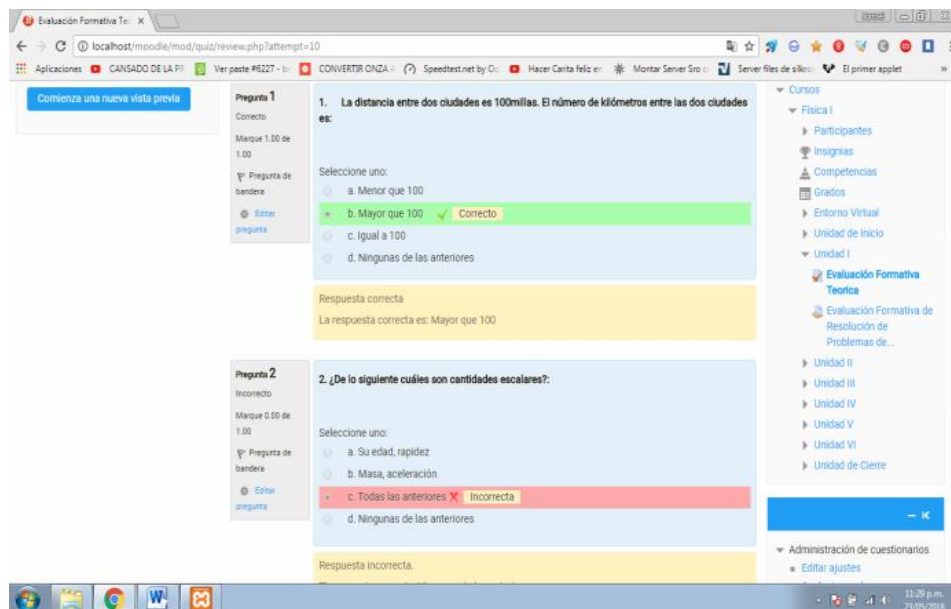 Evaluación Formativa Te
localhost/moodle/mod/quiz/review.php?attempt=10
Aplicaciones
CANSADO DE LA PR
Ver paste #6227 - b
CONVERTIR ONZA
Speedtest.net by O
Hacer Carita feliz e
Montar Server Sro
Server files de silkro
El primer applet
»
Comienza una nueva vista previa
Pregunta 1
Correcto
Marque 1.00 de
1.00
Pregunta de
bandera
Editar
pregunta
1. La distancia entre dos ciudades es 100millas. El número de kilómetros entre las dos ciudades
es:
Seleccione uno:
a. Menor que 100
b. Mayor que 100 ✓ Correcto
c. Igual a 100
d. Ningunas de las anteriores
Respuesta correcta
La respuesta correcta es: Mayor que 100
Pregunta 2
Incorrecto
Marque 0.00 de
1.00
Pregunta de
bandera
Editar
pregunta
2. ¿De lo siguiente cuáles son cantidades escalares?:
Seleccione uno:
a. Su edad, rapidez
b. Masa, aceleración
c. Todas las anteriores ✗ Incorrecta
d. Ningunas de las anteriores
Respuesta incorrecta.
Cursos
Física I
Participantes
Insignias
Competencias
Grados
Entorno Virtual
Unidad de Inicio
Unidad I
Evaluación Formativa
Teorica
Evaluación Formativa de
Resolución de
Problemas de...
Unidad II
Unidad III
Unidad IV
Unidad V
Unidad VI
Unidad de Cierre
Administración de cuestionarios
Editar ajustes
11:29 p.m.